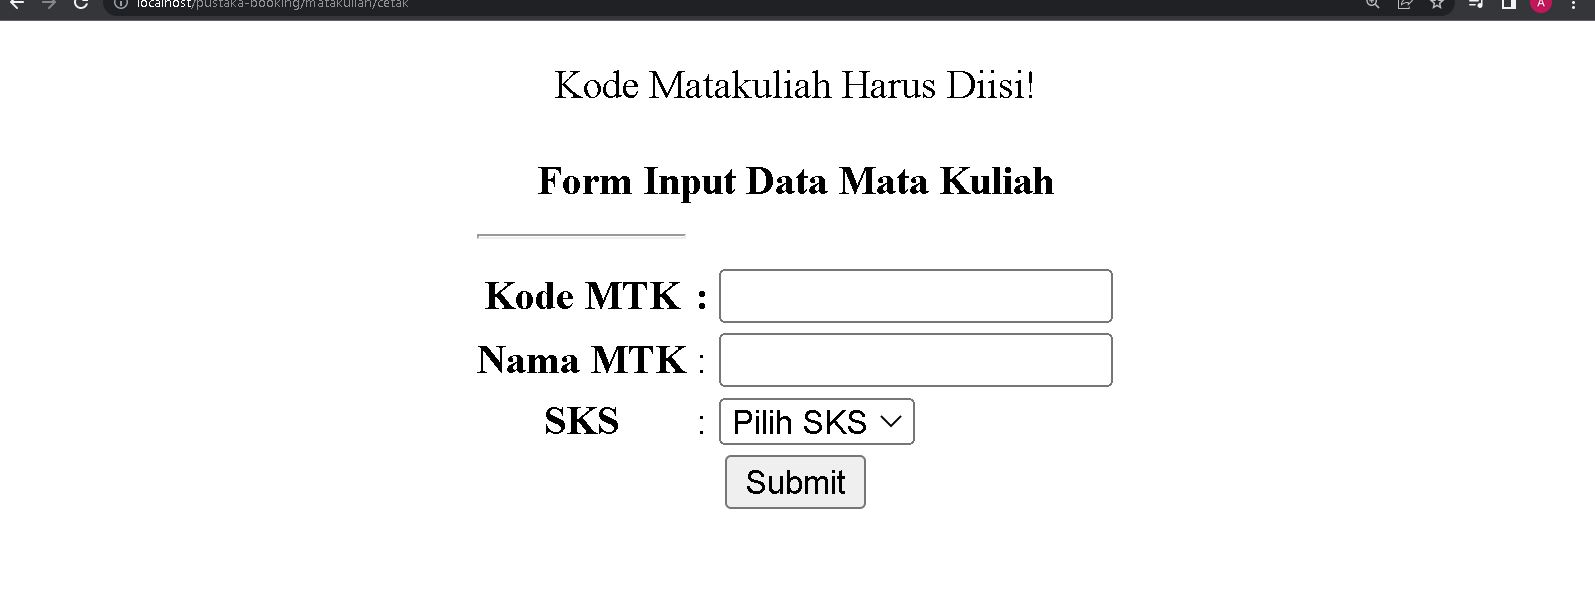 localhost/pustaka-booking/matakuliah/cetak
A
Kode Matakuliah Harus Diisi!
Form Input Data Mata Kuliah
Kode MTK :
Nama MTK :
SKS : Pilih SKS
Submit